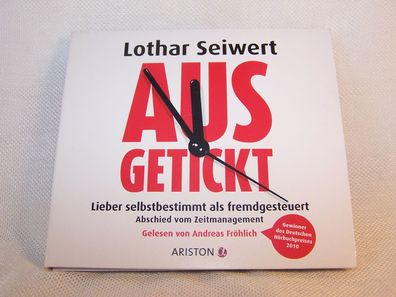 Lothar Seiwert
AUS
GETICKT
Lieber selbstbestimmt als fremdgesteuert
Abschied vom Zeitmanagement
Gelesen von Andreas Fröhlich
Gewinner
des Deutschen
Hörbuchpreises
2010
ARISTON